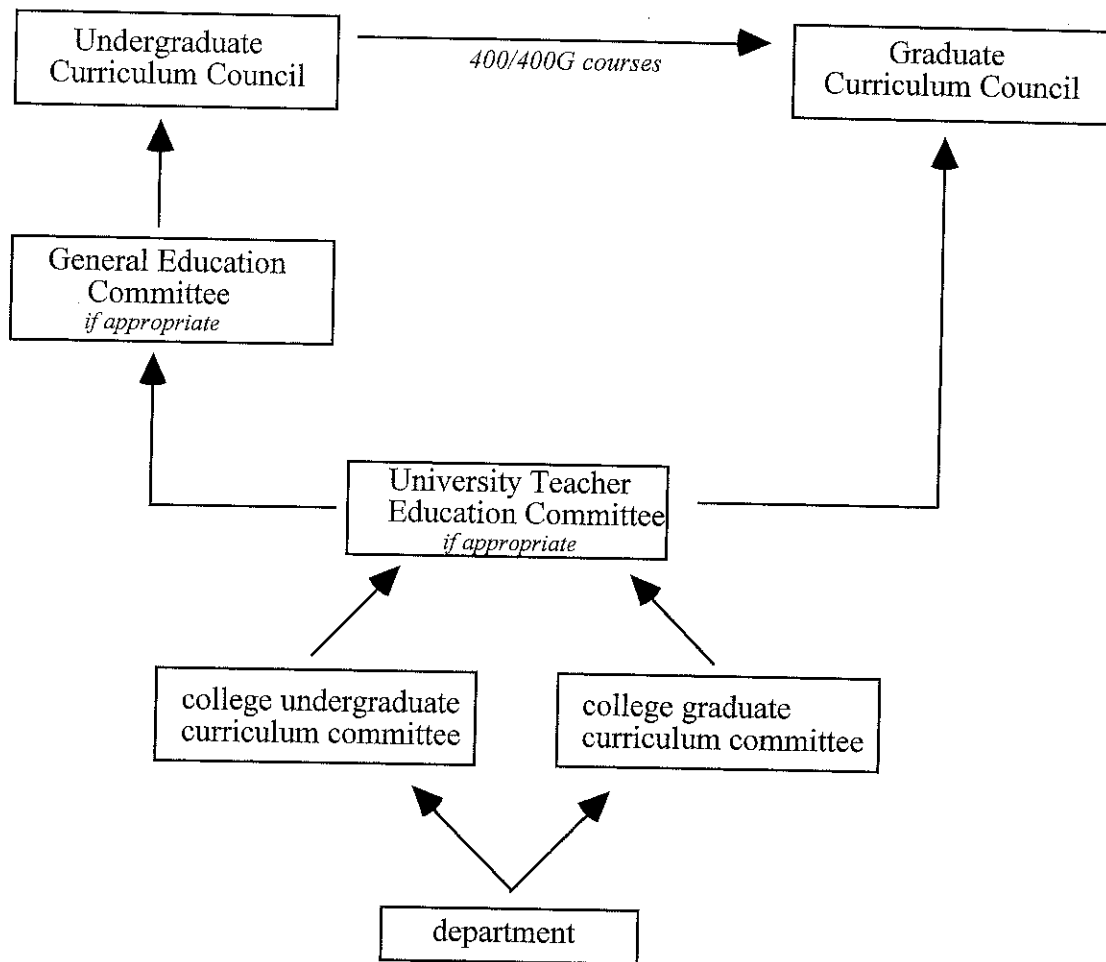 Undergraduate
Curriculum Council
400/400G courses
Graduate
Curriculum Council
General Education
Committee
if appropriate
University Teacher
Education Committee
if appropriate
college undergraduate
curriculum committee
college graduate
curriculum committee
department